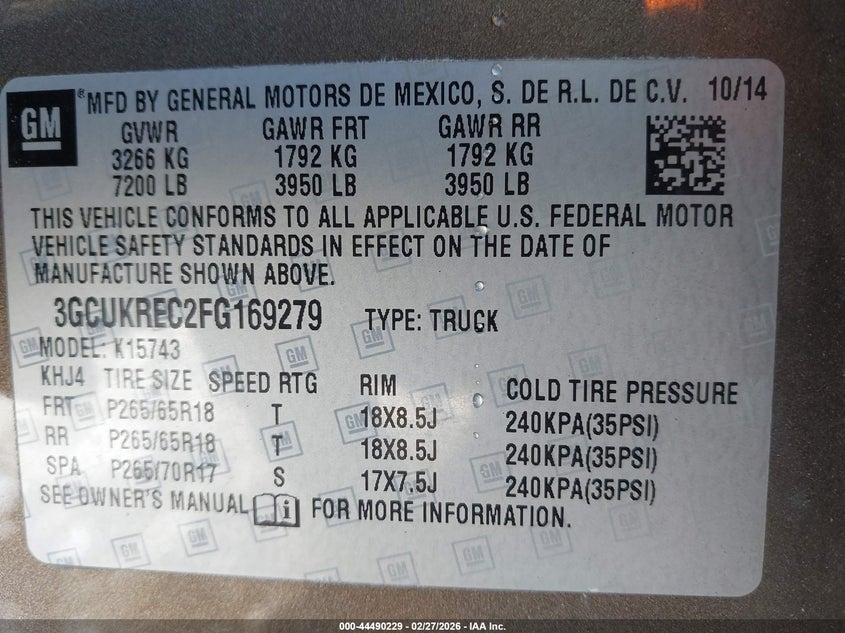 GM ® MFD BY GENERAL MOTORS DE MEXICO, S. DE R.L. DE C.V. 10/14
GVWR GAWR FRT GAWR RR
3266 KG 1792 KG 1792 KG
7200 LB 3950 LB 3950 LB
THIS VEHICLE CONFORMS TO ALL APPLICABLE U.S. FEDERAL MOTOR
VEHICLE SAFETY STANDARDS IN EFFECT ON THE DATE OF
MANUFACTURE SHOWN ABOVE.
3GCUKREC2FG169279 TYPE: TRUCK
MODEL: K15743
KHJ4 TIRE SIZE SPEED RTG RIM COLD TIRE PRESSURE
FRT P265/65R18 T 18X8.5J 240KPA(35PSI)
RR P265/65R18 T 18X8.5J 240KPA(35PSI)
SPA P265/70R17 S 17X7.5J 240KPA(35PSI)
SEE OWNER'S MANUAL i FOR MORE INFORMATION.
000-44490229 - 02/27/2026 - IAA Inc.